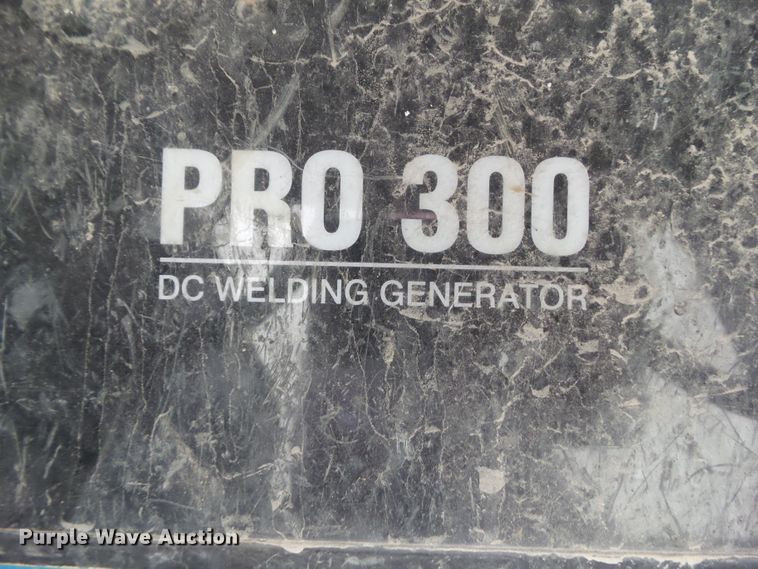 PRO 300
DC WELDING GENERATOR
Purple Wave Auction